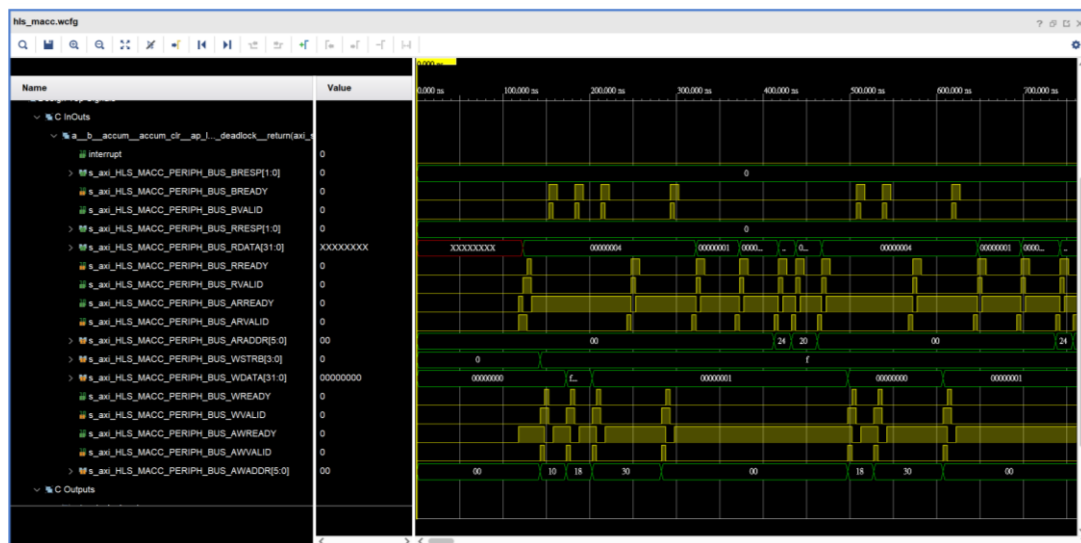 hls_macc.wcfg
Name Value
0.000 ns
0.000 ns 100.000 ns 200.000 ns 300.000 ns 400.000 ns 500.000 ns 600.000 ns 700.000 ns
C InOuts
a__b__accum__accum_clr__ap_l..._deadlock__return(axi_s
interrupt 0
s_axi_HLS_MACC_PERIPH_BUS_BRESP[1:0] 0 0
s_axi_HLS_MACC_PERIPH_BUS_BREADY 0
s_axi_HLS_MACC_PERIPH_BUS_BVALID 0
s_axi_HLS_MACC_PERIPH_BUS_RRESP[1:0] 0 0
s_axi_HLS_MACC_PERIPH_BUS_RDATA[31:0] XXXXXXXX XXXXXXXX 00000004 00000001 0000... .. 0... 00000004 00000001 0000... ..
s_axi_HLS_MACC_PERIPH_BUS_RREADY 0
s_axi_HLS_MACC_PERIPH_BUS_RVALID 0
s_axi_HLS_MACC_PERIPH_BUS_ARREADY 0
s_axi_HLS_MACC_PERIPH_BUS_ARVALID 0
s_axi_HLS_MACC_PERIPH_BUS_ARADDR[5:0] 00 00 24 20 00 24
s_axi_HLS_MACC_PERIPH_BUS_WSTRB[3:0] 0 0 f
s_axi_HLS_MACC_PERIPH_BUS_WDATA[31:0] 00000000 00000000 f... 00000001 00000000 00000001
s_axi_HLS_MACC_PERIPH_BUS_WREADY 0
s_axi_HLS_MACC_PERIPH_BUS_WVALID 0
s_axi_HLS_MACC_PERIPH_BUS_AWREADY 0
s_axi_HLS_MACC_PERIPH_BUS_AWVALID 0
s_axi_HLS_MACC_PERIPH_BUS_AWADDR[5:0] 00 00 10 18 30 00 18 30 00
C Outputs